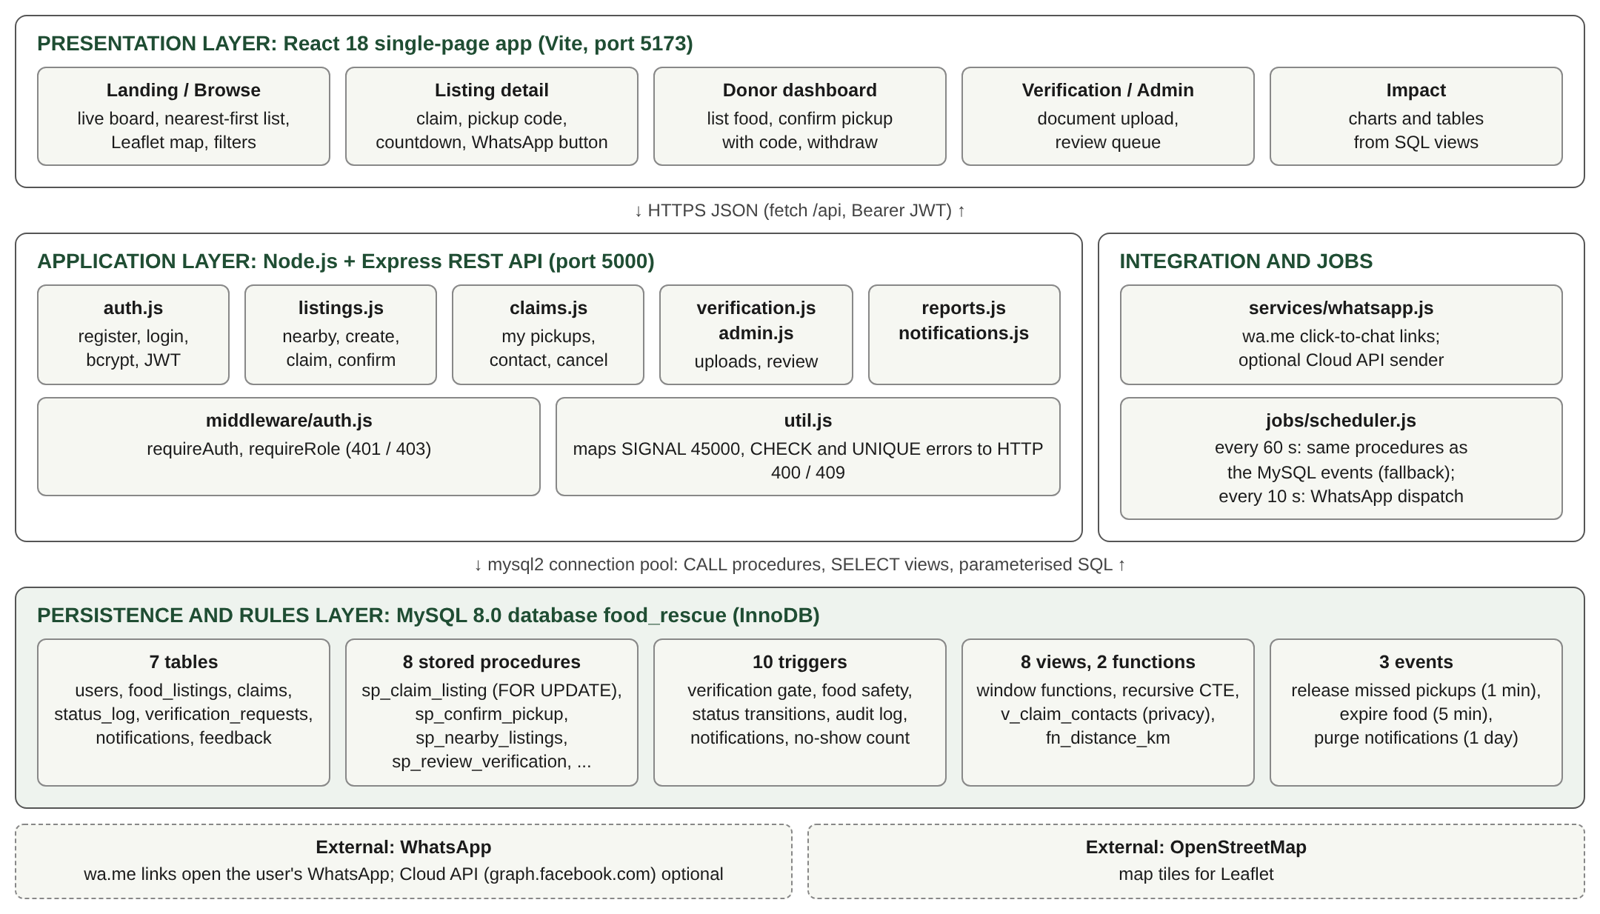 PRESENTATION LAYER: React 18 single-page app (Vite, port 5173)
Landing / Browse
live board, nearest-first list,
Leaflet map, filters
Listing detail
claim, pickup code,
countdown, WhatsApp button
Donor dashboard
list food, confirm pickup
with code, withdraw
Verification / Admin
document upload,
review queue
Impact
charts and tables
from SQL views
↓ HTTPS JSON (fetch /api, Bearer JWT) ↑
APPLICATION LAYER: Node.js + Express REST API (port 5000)
auth.js
register, login,
bcrypt, JWT
listings.js
nearby, create,
claim, confirm
claims.js
my pickups,
contact, cancel
verification.js
admin.js
uploads, review
reports.js
notifications.js
middleware/auth.js
requireAuth, requireRole (401 / 403)
util.js
maps SIGNAL 45000, CHECK and UNIQUE errors to HTTP
400 / 409
INTEGRATION AND JOBS
services/whatsapp.js
wa.me click-to-chat links;
optional Cloud API sender
jobs/scheduler.js
every 60 s: same procedures as
the MySQL events (fallback);
every 10 s: WhatsApp dispatch
↓ mysql2 connection pool: CALL procedures, SELECT views, parameterised SQL ↑
PERSISTENCE AND RULES LAYER: MySQL 8.0 database food_rescue (InnoDB)
7 tables
users, food_listings, claims,
status_log, verification_requests,
notifications, feedback
8 stored procedures
sp_claim_listing (FOR UPDATE),
sp_confirm_pickup,
sp_nearby_listings,
sp_review_verification, ...
10 triggers
verification gate, food safety,
status transitions, audit log,
notifications, no-show count
8 views, 2 functions
window functions, recursive CTE,
v_claim_contacts (privacy),
fn_distance_km
3 events
release missed pickups (1 min),
expire food (5 min),
purge notifications (1 day)
External: WhatsApp
wa.me links open the user's WhatsApp; Cloud API (graph.facebook.com) optional
External: OpenStreetMap
map tiles for Leaflet